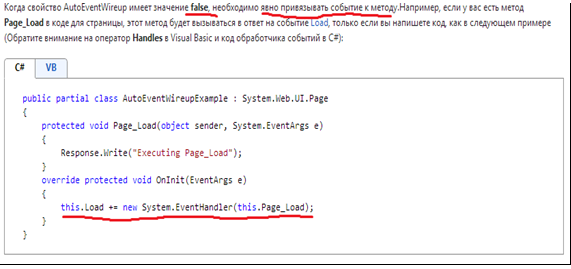 Когда свойство AutoEventWireup имеет значение false, необходимо явно привязывать событие к методу.Например, если у вас есть метод
Page_Load в коде для страницы, этот метод будет вызываться в ответ на событие Load, только если вы напишете код, как в следующем примере
(Обратите внимание на оператор Handles в Visual Basic и код обработчика событий в C#):
C# VB
public partial class AutoEventWireupExample : System.Web.UI.Page
{
protected void Page_Load(object sender, System.EventArgs e)
{
Response.Write("Executing Page_Load");
}
override protected void OnInit(EventArgs e)
{
this.Load += new System.EventHandler(this.Page_Load);
}
}